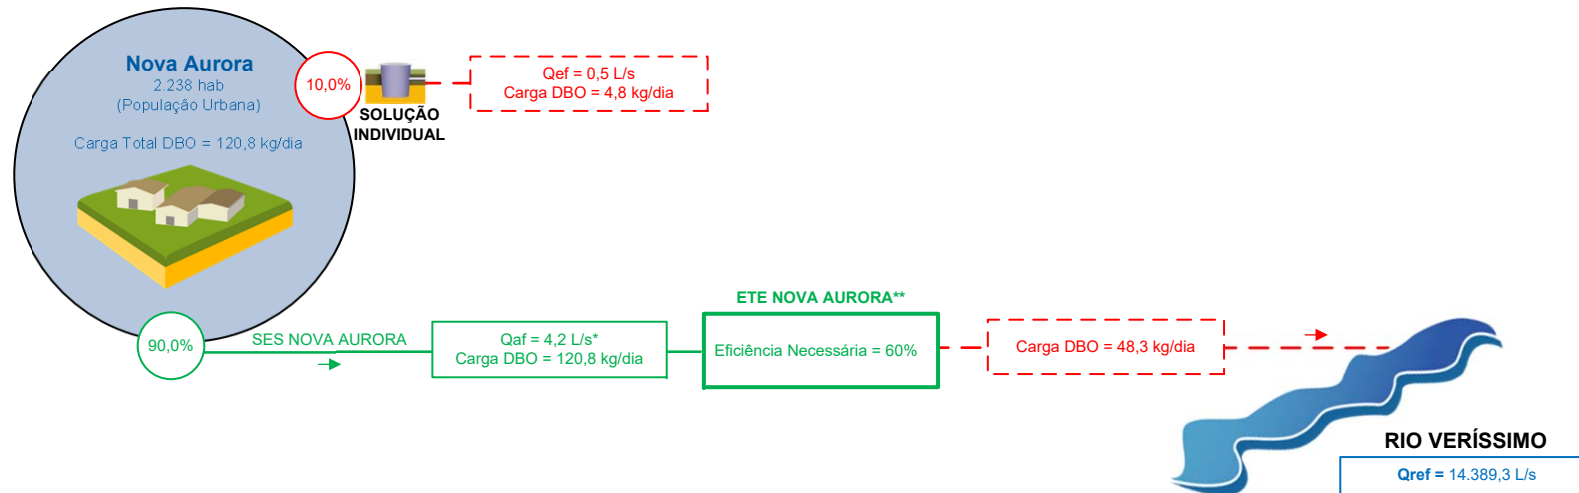 Nova Aurora
2.238 hab
(População Urbana)
Carga Total DBO = 120,8 kg/dia
10,0%
SOLUÇÃO
INDIVIDUAL
Qef = 0,5 L/s
Carga DBO = 4,8 kg/dia
90,0%
SES NOVA AURORA
Qaf = 4,2 L/s*
Carga DBO = 120,8 kg/dia
ETE NOVA AURORA**
Eficiência Necessária = 60%
Carga DBO = 48,3 kg/dia
RIO VERÍSSIMO
Qref = 14.389,3 L/s